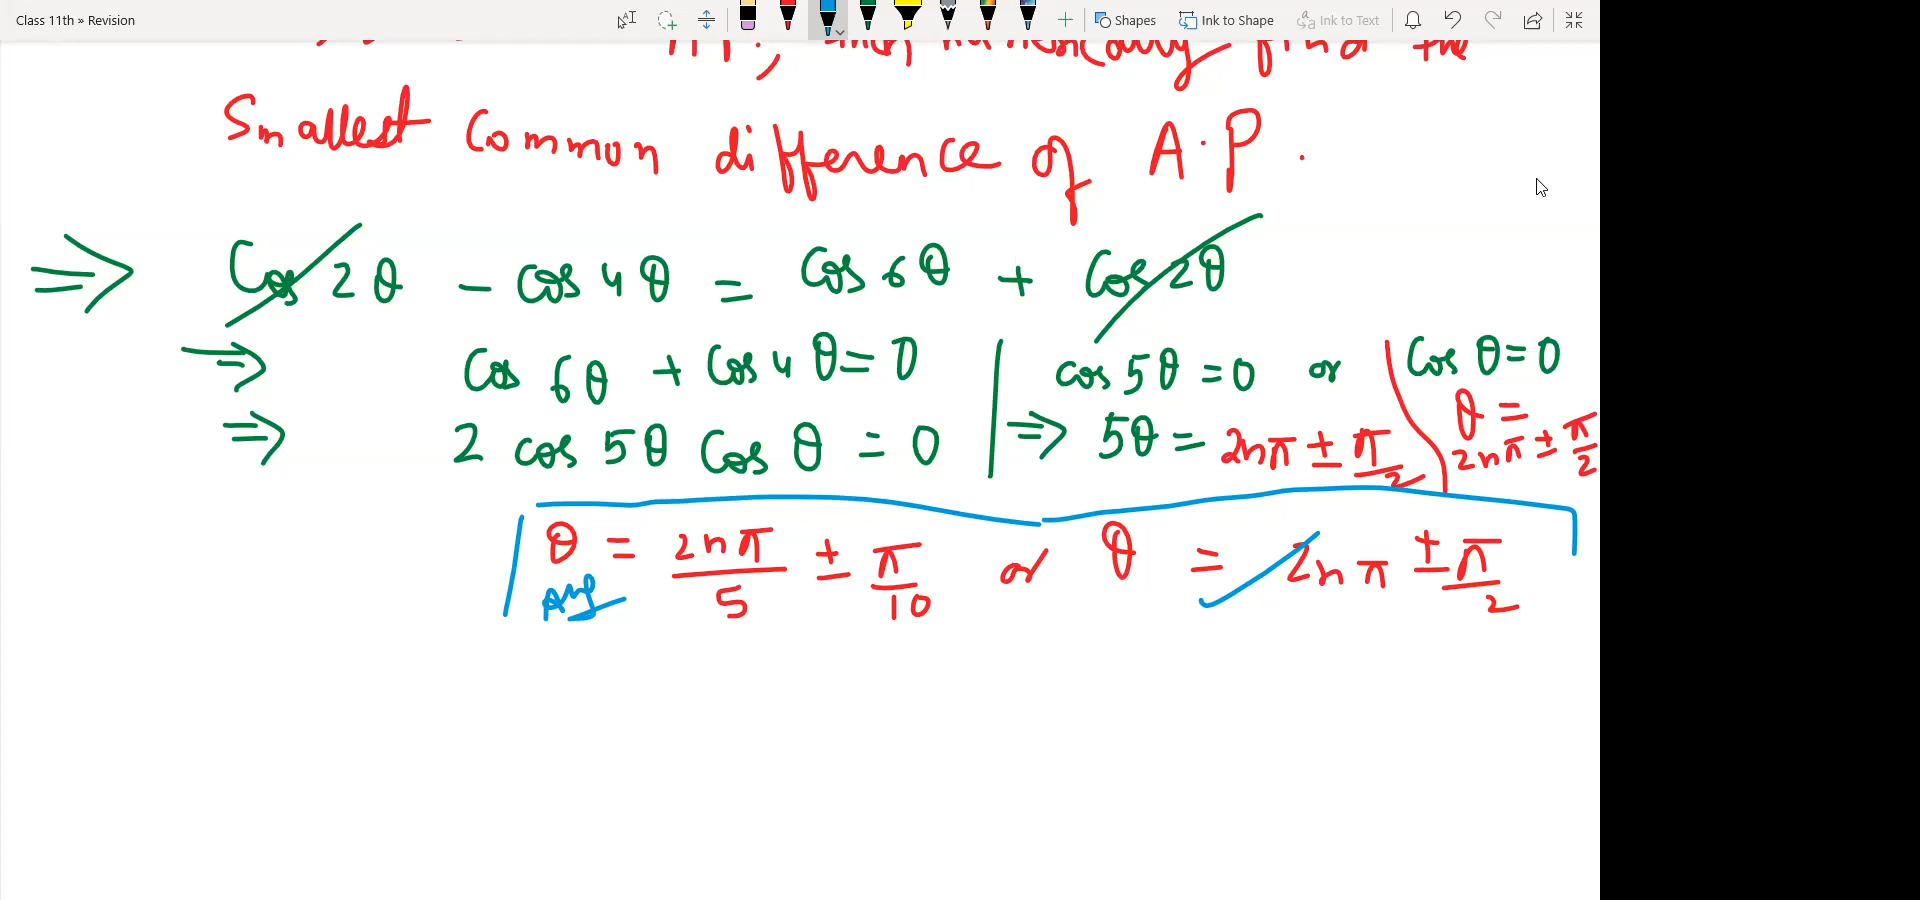 Class 11th » Revision
Shapes Ink to Shape Ink to Text
find the
Smallest Common difference of A.P.
⇒ Cos 2θ - cos 4θ = Cos 6θ + Cos 2θ
⇒ Cos 6θ + Cos 4θ = 0 | cos 5θ = 0 or Cos θ = 0
⇒ 2 cos 5θ Cos θ = 0 | ⇒ 5θ = 2nπ ± π/2 | θ = 2nπ ± π/2
θ = 2nπ/5 ± π/10 or θ = 2nπ ± π/2